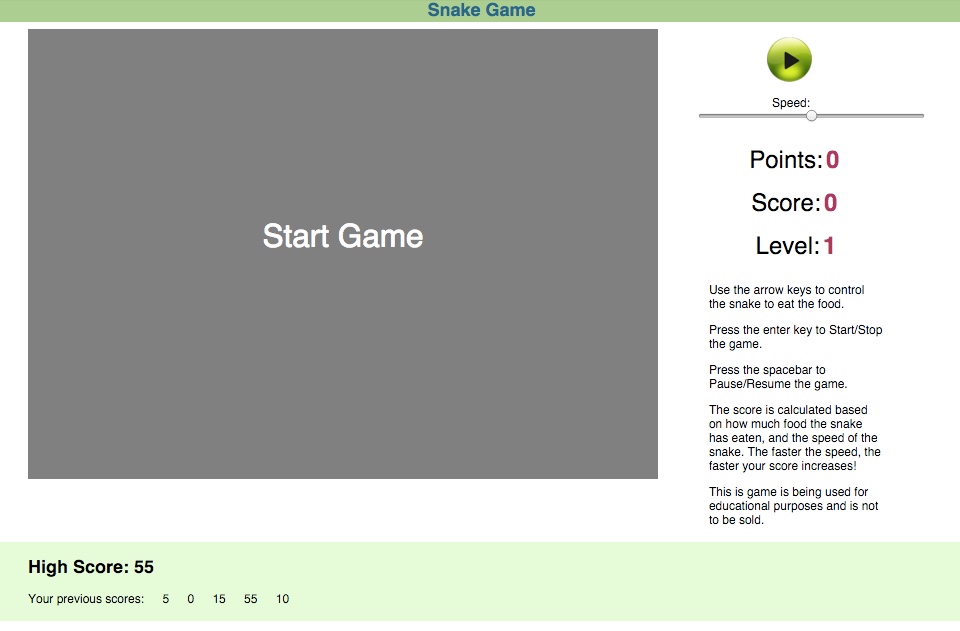 Snake Game
Start Game
Speed:
Points: 0
Score: 0
Level: 1
Use the arrow keys to control
the snake to eat the food.
Press the enter key to Start/Stop
the game.
Press the spacebar to
Pause/Resume the game.
The score is calculated based
on how much food the snake
has eaten, and the speed of the
snake. The faster the speed, the
faster your score increases!
This is game is being used for
educational purposes and is not
to be sold.
High Score: 55
Your previous scores: 5 0 15 55 10